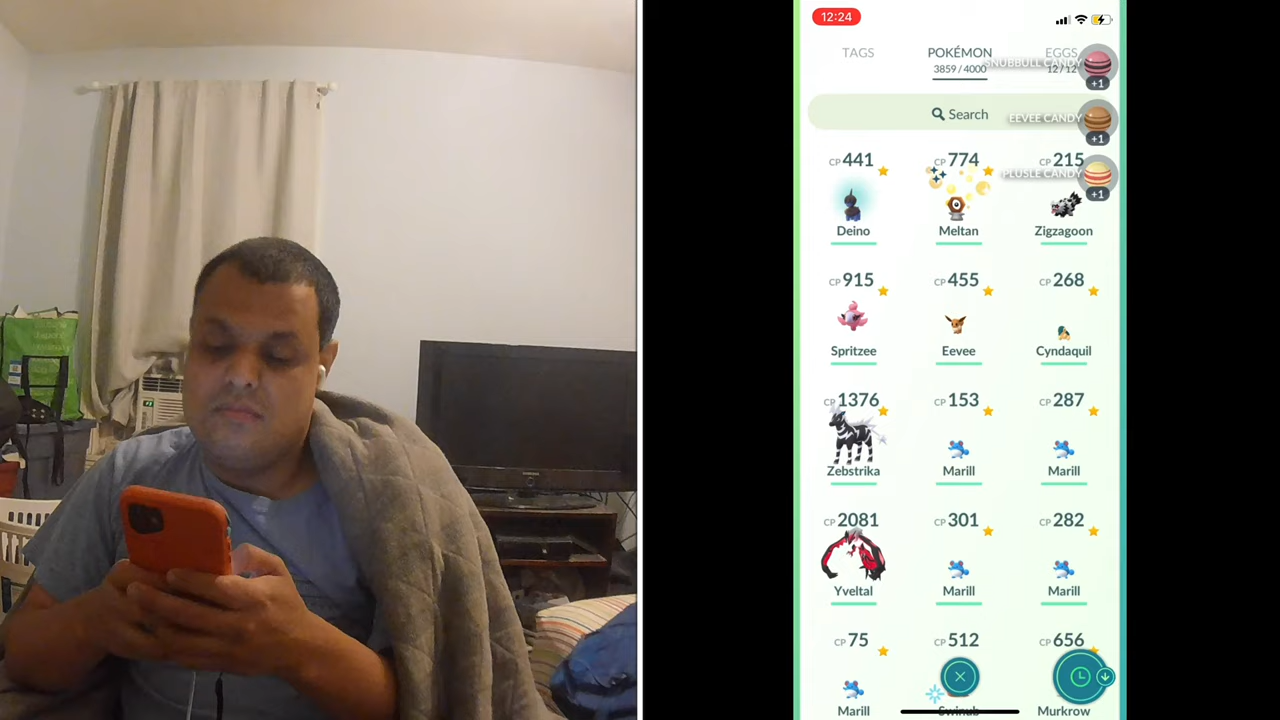 12:24
TAGS
POKÉMON
EGGS
3859 / 4000
12 / 12
SNUBBULL CANDY
+1
Search
EEVEE CANDY
+1
PLUSLE CANDY
+1
CP 441
CP 774
CP 215
Deino
Meltan
Zigzagoon
CP 915
CP 455
CP 268
Spritzee
Eevee
Cyndaquil
CP 1376
CP 153
CP 287
Zebstrika
Marill
Marill
CP 2081
CP 301
CP 282
Yveltal
Marill
Marill
CP 75
CP 512
CP 656
Marill
Swinub
Murkrow